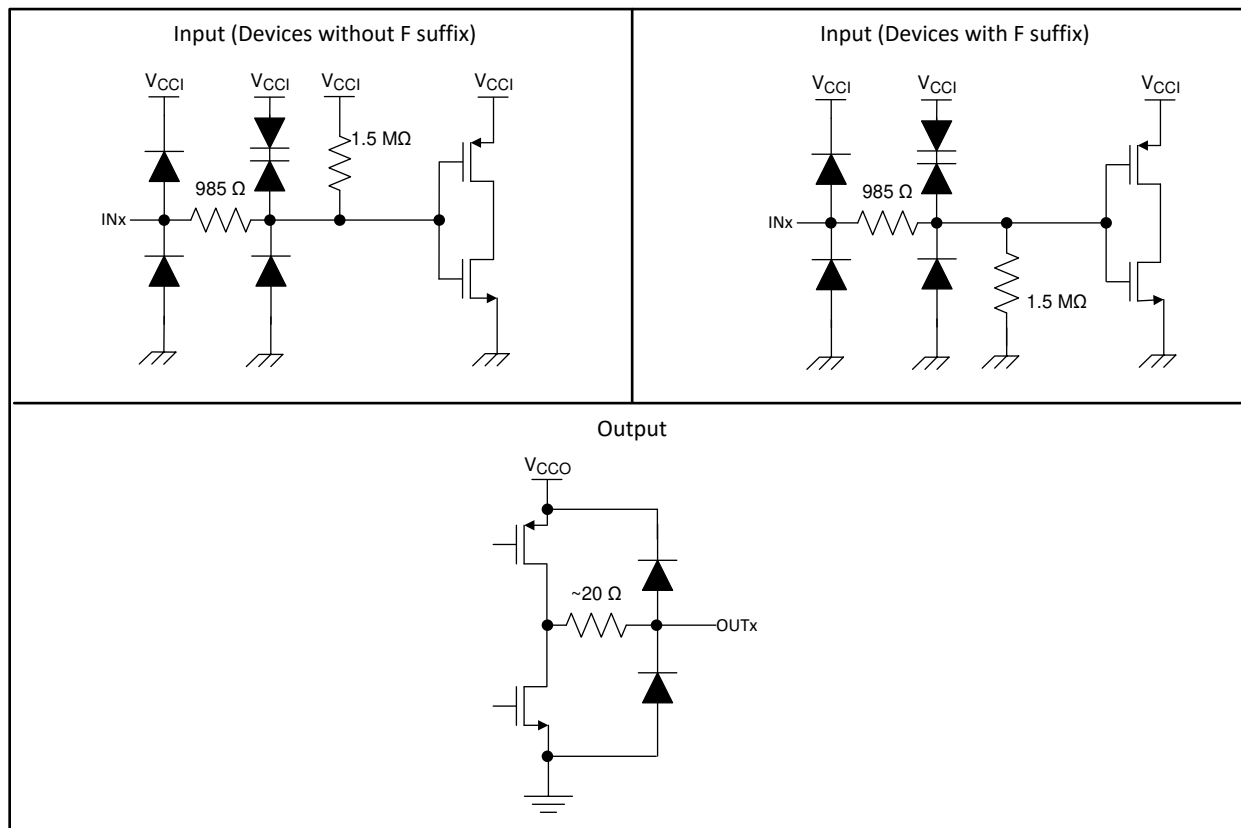 Input (Devices without F suffix)
VCCI
VCCI
VCCI
VCCI
1.5 MΩ
985 Ω
INx
Input (Devices with F suffix)
VCCI
VCCI
VCCI
985 Ω
INx
1.5 MΩ
Output
VCCO
~20 Ω
OUTx